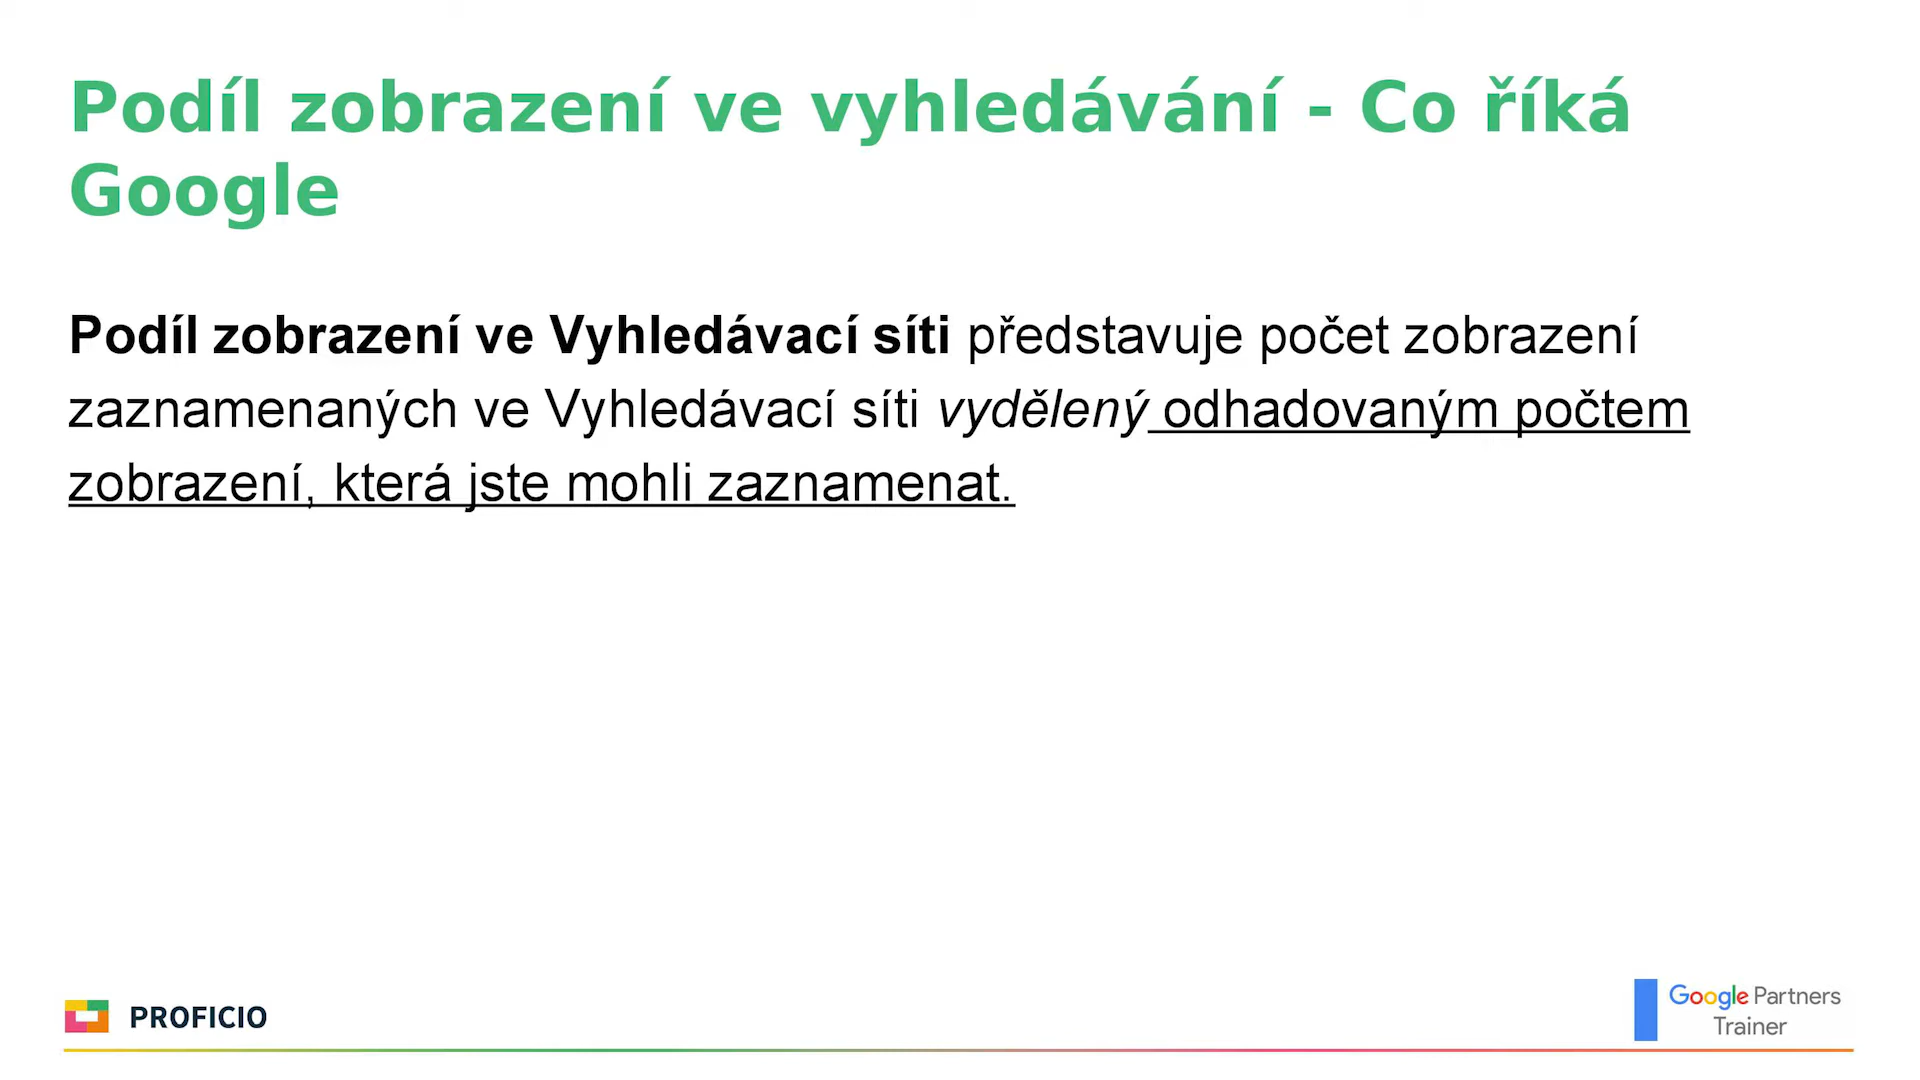 Podíl zobrazení ve vyhledávání - Co říká
Google
Podíl zobrazení ve Vyhledávací síti představuje počet zobrazení
zaznamenaných ve Vyhledávací síti vydělený odhadovaným počtem
zobrazení, která jste mohli zaznamenat.
PROFICIO
Google Partners
Trainer